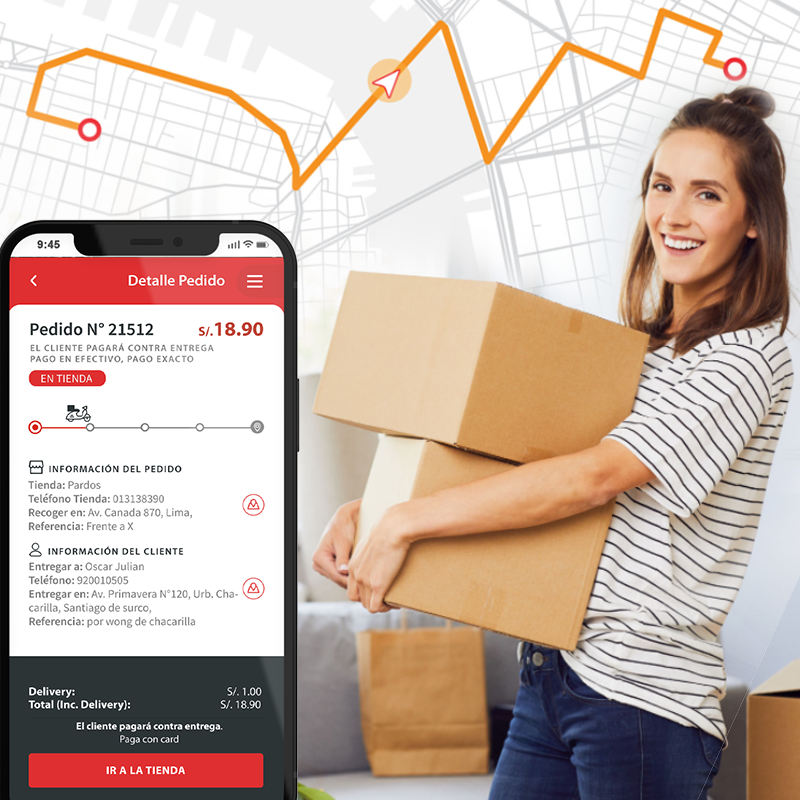 9:45
Detalle Pedido
Pedido N° 21512 S/.18.90
EL CLIENTE PAGARÁ CONTRA ENTREGA
PAGO EN EFECTIVO, PAGO EXACTO
EN TIENDA
INFORMACIÓN DEL PEDIDO
Tienda: Pardos
Teléfono Tienda: 013138390
Recoger en: Av. Canada 870, Lima,
Referencia: Frente a X
INFORMACIÓN DEL CLIENTE
Entregar a: Oscar Julian
Teléfono: 920010505
Entregar en: Av. Primavera N°120, Urb. Cha-
carilla, Santiago de surco,
Referencia: por wong de chacarilla
Delivery: S/. 1.00
Total (Inc. Delivery): S/. 18.90
El cliente pagará contra entrega.
Paga con card
IR A LA TIENDA